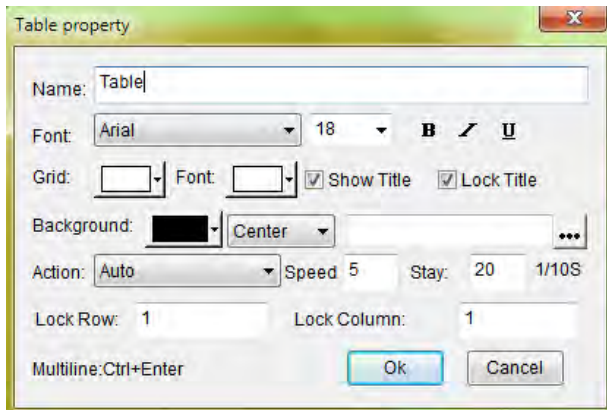 Table property
Name: Table
Font: Arial 18 B I U
Grid: Font: Show Title Lock Title
Background: Center ...
Action: Auto Speed 5 Stay: 20 1/10S
Lock Row: 1 Lock Column: 1
Multiline:Ctrl+Enter Ok Cancel